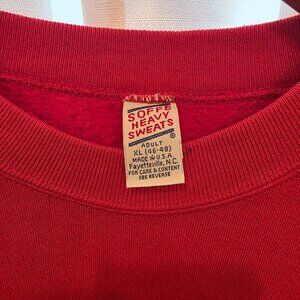 SOFFE
HEAVY
SWEATS
®
ADULT
XL (46-48)
MADE IN U.S.A.
Fayetteville, N.C.
FOR CARE & CONTENT
SEE REVERSE